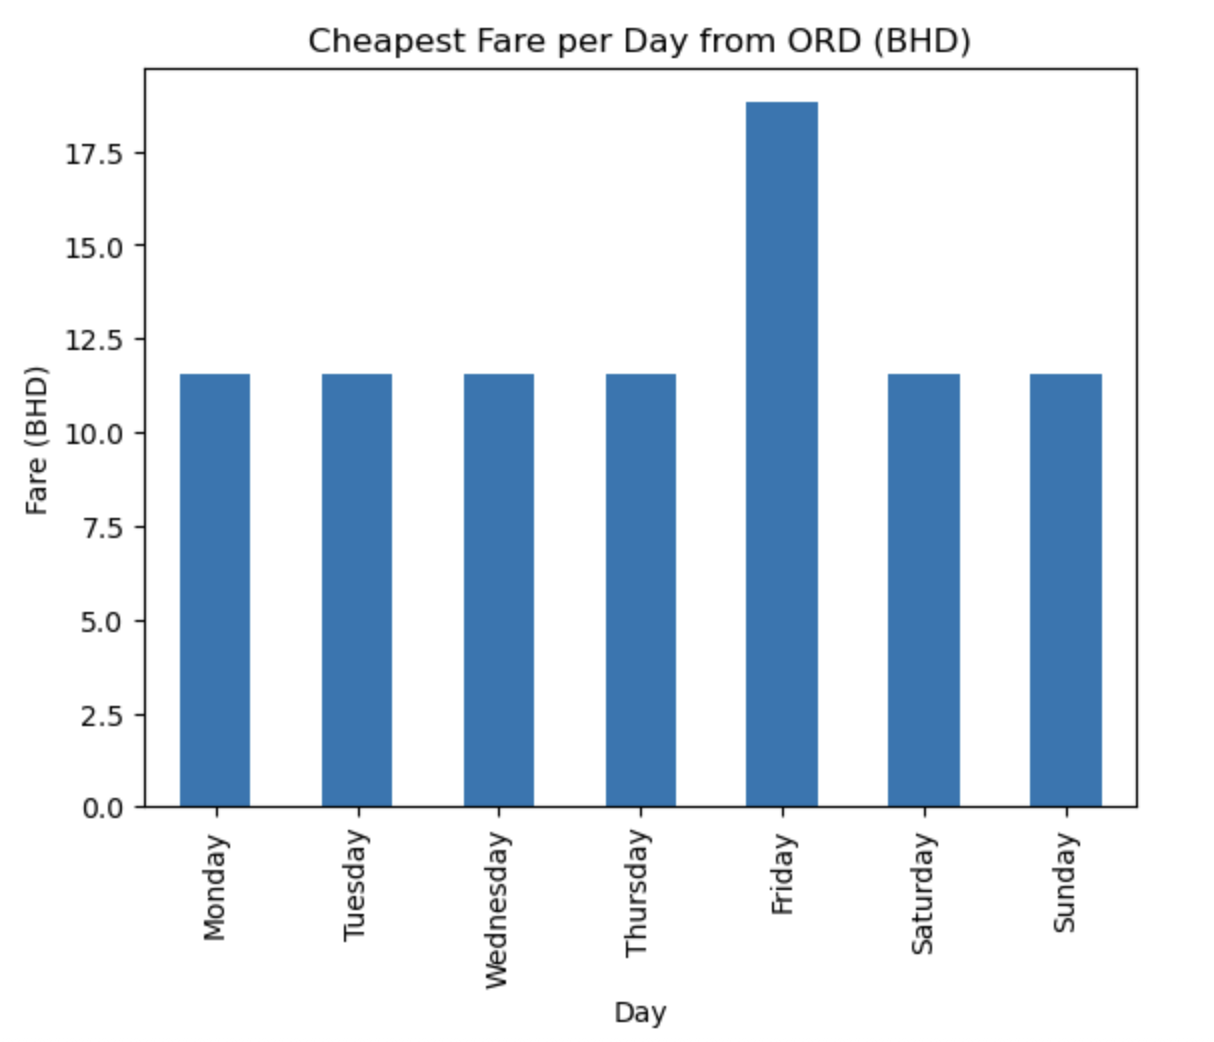 Cheapest Fare per Day from ORD (BHD)
17.5
15.0
12.5
10.0
7.5
5.0
2.5
0.0
Fare (BHD)
Monday
Tuesday
Wednesday
Thursday
Friday
Saturday
Sunday
Day